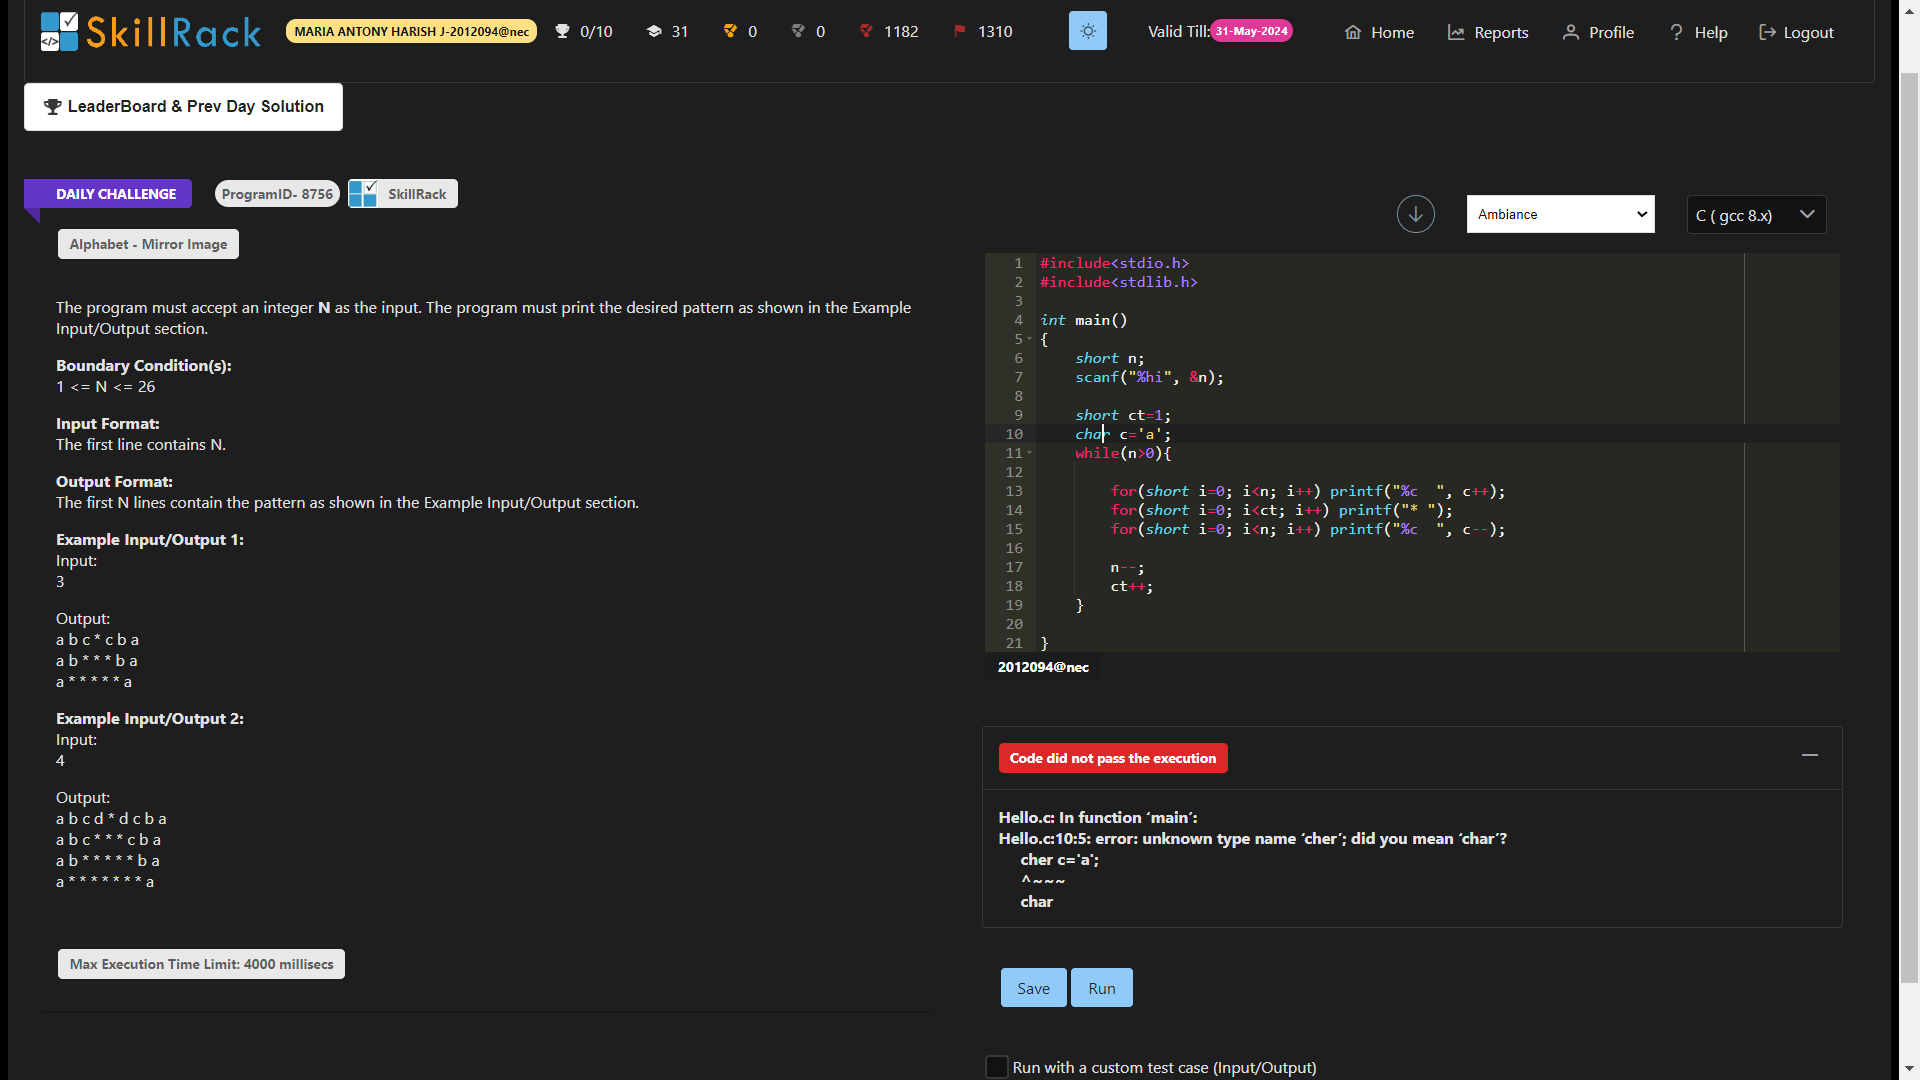 SkillRack
MARIA ANTONY HARISH J-2012094@nec
0/10
31
0
0
1182
1310
Valid Till: 31-May-2024
Home
Reports
Profile
Help
Logout
LeaderBoard & Prev Day Solution
DAILY CHALLENGE
ProgramID- 8756
SkillRack
Alphabet - Mirror Image
The program must accept an integer N as the input. The program must print the desired pattern as shown in the Example
Input/Output section.
Boundary Condition(s):
1 <= N <= 26
Input Format:
The first line contains N.
Output Format:
The first N lines contain the pattern as shown in the Example Input/Output section.
Example Input/Output 1:
Input:
3
Output:
a b c * c b a
a b * * * b a
a * * * * * a
Example Input/Output 2:
Input:
4
Output:
a b c d * d c b a
a b c * * * c b a
a b * * * * * b a
a * * * * * * * a
Max Execution Time Limit: 4000 millisecs
Ambiance
C ( gcc 8.x)
1 #include<stdio.h>
2 #include<stdlib.h>
3
4 int main()
5 {
6     short n;
7     scanf("%hi", &n);
8
9     short ct=1;
10     char c='a';
11     while(n>0){
12
13         for(short i=0; i<n; i++) printf("%c  ", c++);
14         for(short i=0; i<ct; i++) printf("* ");
15         for(short i=0; i<n; i++) printf("%c  ", c--);
16
17         n--;
18         ct++;
19     }
20
21 }
2012094@nec
Code did not pass the execution
Hello.c: In function ‘main’:
Hello.c:10:5: error: unknown type name ‘cher’; did you mean ‘char’?
cher c='a';
^~~~
char
Save
Run
Run with a custom test case (Input/Output)